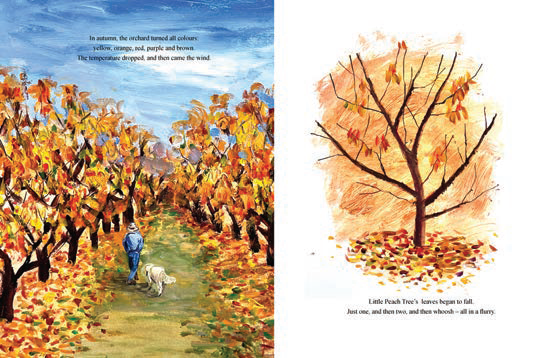 In autumn, the orchard turned all colours:
yellow, orange, red, purple and brown.
The temperature dropped, and then came the wind.
Little Peach Tree's leaves began to fall.
Just one, and then two, and then whoosh – all in a flurry.